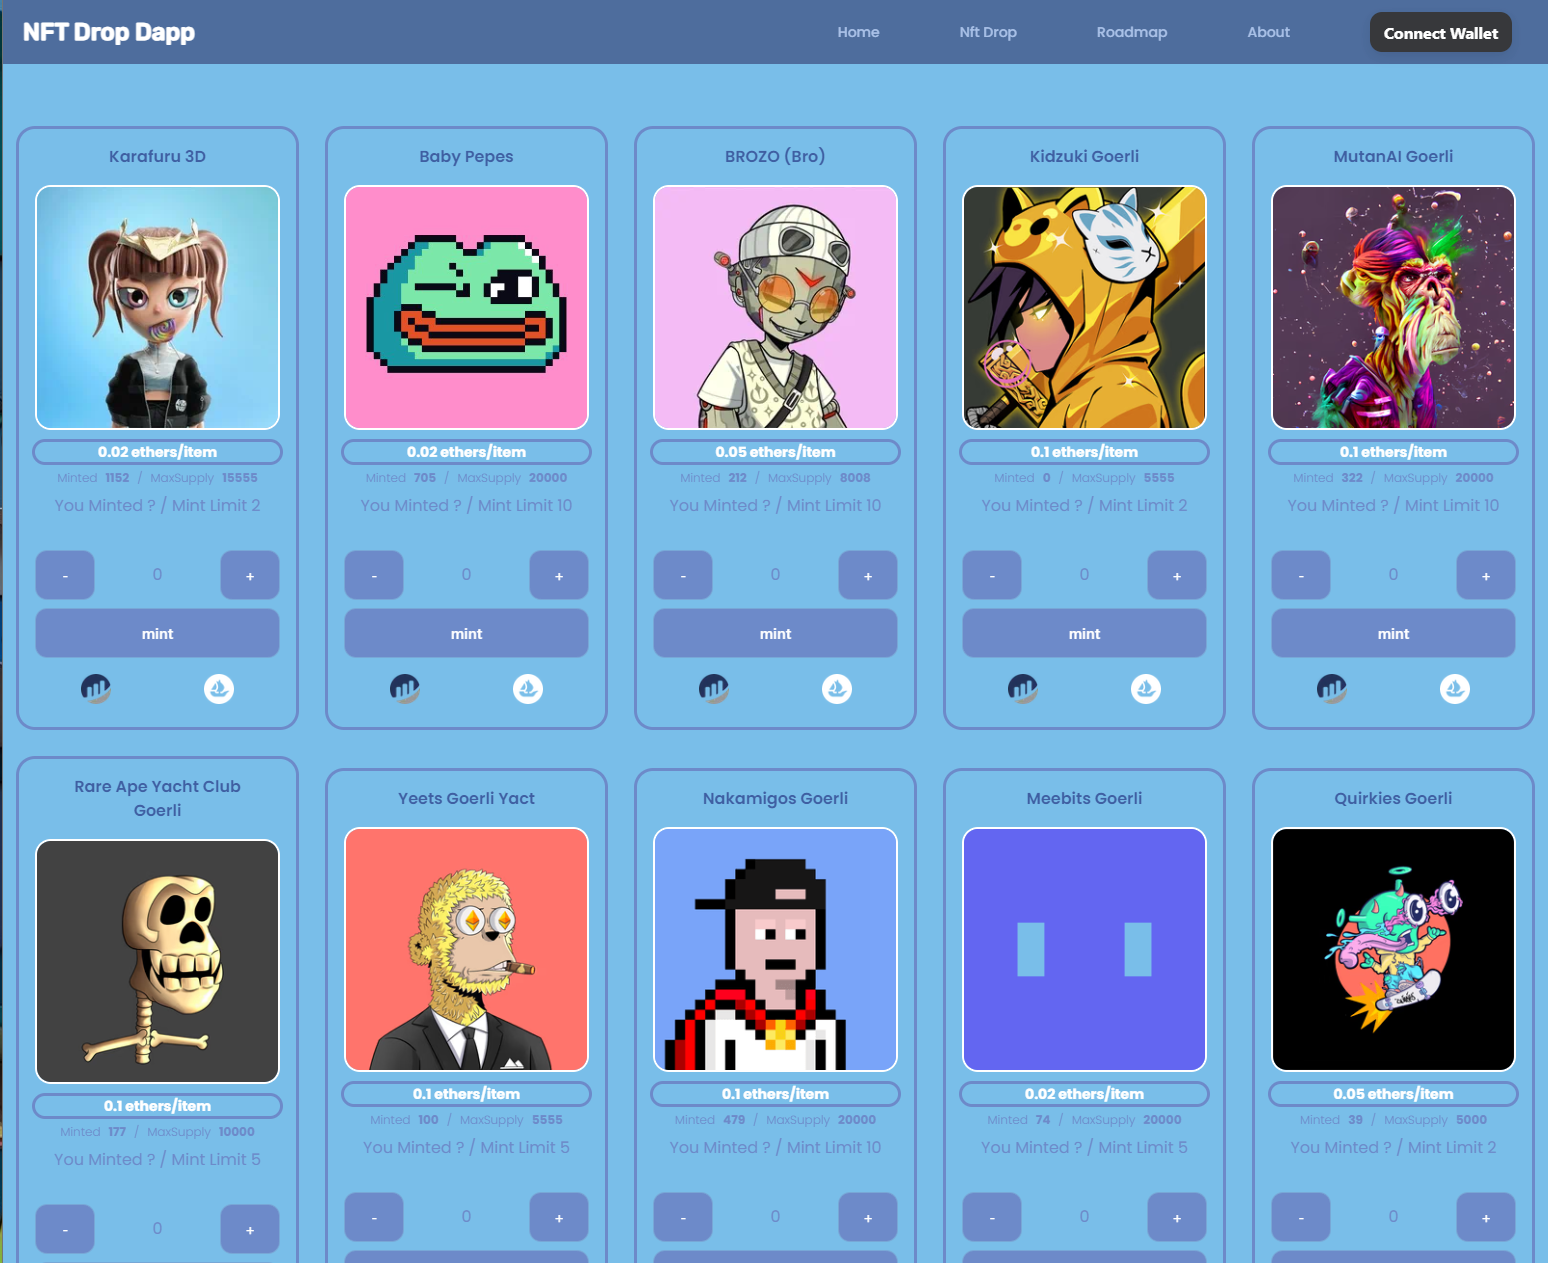 NFT Drop Dapp
Home
Nft Drop
Roadmap
About
Connect Wallet
Karafuru 3D
0.02 ethers/item
Minted 1152 / MaxSupply 15555
You Minted ? / Mint Limit 2
- 0 +
mint
Baby Pepes
0.02 ethers/item
Minted 705 / MaxSupply 20000
You Minted ? / Mint Limit 10
- 0 +
mint
BROZO (Bro)
0.05 ethers/item
Minted 212 / MaxSupply 8008
You Minted ? / Mint Limit 10
- 0 +
mint
Kidzuki Goerli
0.1 ethers/item
Minted 0 / MaxSupply 5555
You Minted ? / Mint Limit 2
- 0 +
mint
MutanAI Goerli
0.1 ethers/item
Minted 322 / MaxSupply 20000
You Minted ? / Mint Limit 10
- 0 +
mint
Rare Ape Yacht Club
Goerli
0.1 ethers/item
Minted 177 / MaxSupply 10000
You Minted ? / Mint Limit 5
- 0 +
Yeets Goerli Yact
0.1 ethers/item
Minted 100 / MaxSupply 5555
You Minted ? / Mint Limit 5
- 0 +
Nakamigos Goerli
0.1 ethers/item
Minted 479 / MaxSupply 20000
You Minted ? / Mint Limit 10
- 0 +
Meebits Goerli
0.02 ethers/item
Minted 74 / MaxSupply 20000
You Minted ? / Mint Limit 5
- 0 +
Quirkies Goerli
0.05 ethers/item
Minted 39 / MaxSupply 5000
You Minted ? / Mint Limit 2
- 0 +